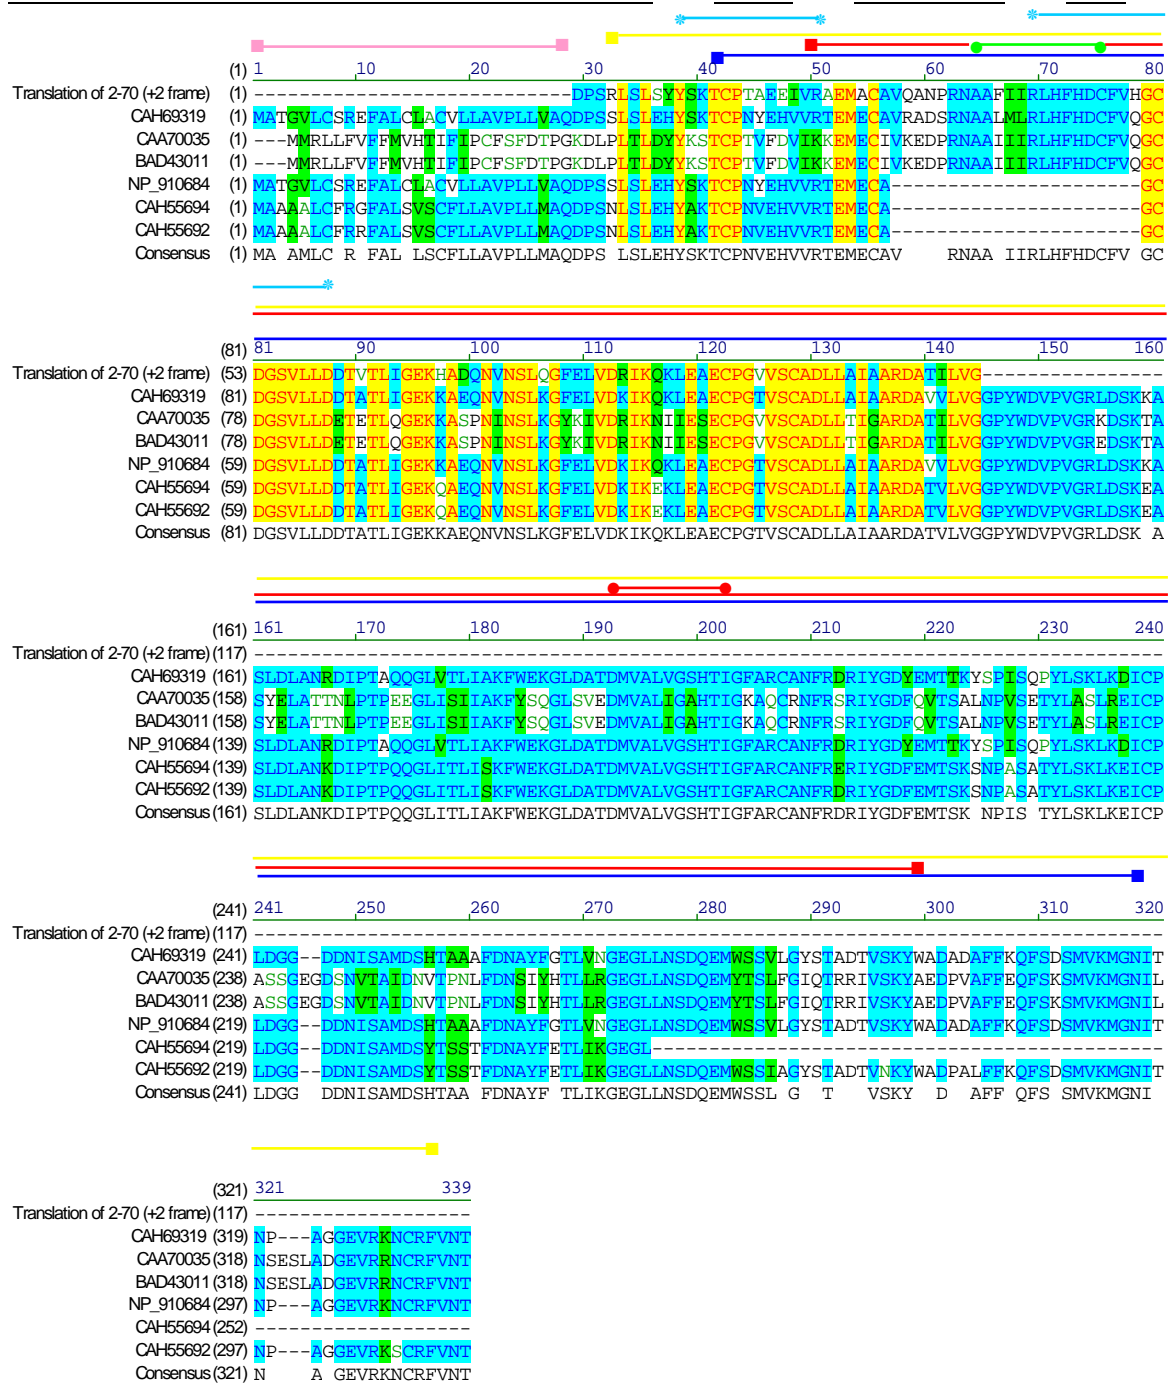 (1) 1 10 20 30 40 50 60 70 80
Translation of 2-70 (+2 frame) (1) ----------------------------DPSRLSLSYYSKTCPTAEEIVRAEMACAVQANPRNAAFIIRLHFHDCFVHGC
CAH69319 (1) MATGVLCSREFALCLACVLLAVPLLVAQDPSSLSLEHYSKTCPNYEHVVRTEMECAVRADSRNAALMLRLHFHDCFVQGC
CAA70035 (1) ---MMRLLFVFFMVHTIFIPCFSFDTPGKDLPLTLDYYKSTCPTVFDVIKKEMECIVKEDPRNAAIIIRLHFHDCFVQGC
BAD43011 (1) ---MMRLLFVFFMVHTIFIPCFSFDTPGKDLPLTLDYYKSTCPTVFDVIKKEMECIVKEDPRNAAIIIRLHFHDCFVQGC
NP_910684 (1) MATGVLCSREFALCLACVLLAVPLLVAQDPSSLSLEHYSKTCPNYEHVVRTEMECA----------------------GC
CAH55694 (1) MAAAALCFRGFALSVSCFLLAVPLLMAQDPSNLSLEHYAKTCPNVEHVVRTEMECA----------------------GC
CAH55692 (1) MAAAALCFRRFALSVSCFLLAVPLLMAQDPSNLSLEHYAKTCPNVEHVVRTEMECA----------------------GC
Consensus (1) MA AMLC R FAL LSCFLLAVPLLMAQDPS LSLEHYSKTCPNVEHVVRTEMECAV    RNAA IIRLHFHDCFV GC
(81) 81 90 100 110 120 130 140 150 160
Translation of 2-70 (+2 frame) (53) DGSVLLDDTVTLIGEKHADQNVNSLQGFELVDRIKQKLEAECPGVVSCADLLAIAARDATILVG----------------
CAH69319 (81) DGSVLLDDTATLIGEKKAEQNVNSLKGFELVDKIKQKLEAECPGTVSCADLLAIAARDAVVLVGGPYWDVPVGRLDSKKA
CAA70035 (78) DGSVLLDETETLQGEKKASPNINSLKGYKIVDRIKNIIESECPGVVSCADLLTIGARDATILVGGPYWDVPVGRKDSKTA
BAD43011 (78) DGSVLLDETETLQGEKKASPNINSLKGYKIVDRIKNIIESECPGVVSCADLLTIGARDATILVGGPYWDVPVGREDSKTA
NP_910684 (59) DGSVLLDDTATLIGEKKAEQNVNSLKGFELVDKIKQKLEAECPGTVSCADLLAIAARDAVVLVGGPYWDVPVGRLDSKKA
CAH55694 (59) DGSVLLDDTATLIGEKQAEQNVNSLKGFELVDKIKEKLEAECPGTVSCADLLAIAARDATVLVGGPYWDVPVGRLDSKEA
CAH55692 (59) DGSVLLDDTATLIGEKQAEQNVNSLKGFELVDKIKEKLEAECPGTVSCADLLAIAARDATVLVGGPYWDVPVGRLDSKEA
Consensus (81) DGSVLLDDTATLIGEKKAEQNVNSLKGFELVDKIKQKLEAECPGTVSCADLLAIAARDATVLVGGPYWDVPVGRLDSK A
(161) 161 170 180 190 200 210 220 230 240
Translation of 2-70 (+2 frame) (117) --------------------------------------------------------------------------------
CAH69319 (161) SLDLANRDIPTAQQGLVTLIAKFWEKGLDATDMVALVGSHTIGFARCANFRDRIYGDYEMTTKYSPISQPYLSKLKDICP
CAA70035 (158) SYELATTNLPTPEEGLISIIAKFYSQGLSVEDMVALIGAHTIGKAQCRNFRSRIYGDFQVTSALNPVSETYLASLREICP
BAD43011 (158) SYELATTNLPTPEEGLISIIAKFYSQGLSVEDMVALIGAHTIGKAQCRNFRSRIYGDFQVTSALNPVSETYLASLREICP
NP_910684 (139) SLDLANRDIPTAQQGLVTLIAKFWEKGLDATDMVALVGSHTIGFARCANFRDRIYGDYEMTTKYSPISQPYLSKLKDICP
CAH55694 (139) SLDLANKDIPTPQQGLITLISKFWEKGLDATDMVALVGSHTIGFARCANFRERIYGDFEMTSKSNPASATYLSKLKEICP
CAH55692 (139) SLDLANKDIPTPQQGLITLISKFWEKGLDATDMVALVGSHTIGFARCANFRDRIYGDFEMTSKSNPASATYLSKLKEICP
Consensus (161) SLDLANKDIPTPQQGLITLIAKFWEKGLDATDMVALVGSHTIGFARCANFRDRIYGDFEMTSK NPIS TYLSKLKEICP
(241) 241 250 260 270 280 290 300 310 320
Translation of 2-70 (+2 frame) (117) --------------------------------------------------------------------------------
CAH69319 (241) LDGG--DDNISAMDSHTAAAFDNAYFGTLVNGEGLLNSDQEMWSSVLGYSTADTVSKYWADADAFFKQFSDSMVKMGNIT
CAA70035 (238) ASSGEGDSNVTAIDNVTPNLFDNSIYHTLLRGEGLLNSDQEMYTSLFGIQTRRIVSKYAEDPVAFFEQFSKSMVKMGNIL
BAD43011 (238) ASSGEGDSNVTAIDNVTPNLFDNSIYHTLLRGEGLLNSDQEMYTSLFGIQTRRIVSKYAEDPVAFFEQFSKSMVKMGNIL
NP_910684 (219) LDGG--DDNISAMDSHTAAAFDNAYFGTLVNGEGLLNSDQEMWSSVLGYSTADTVSKYWADADAFFKQFSDSMVKMGNIT
CAH55694 (219) LDGG--DDNISAMDSYTSSTFDNAYFETLIKGEGL---------------------------------------------
CAH55692 (219) LDGG--DDNISAMDSYTSSTFDNAYFETLIKGEGLLNSDQEMWSSIAGYSTADTVNKYWADPALFFKQFSDSMVKMGNIT
Consensus (241) LDGG  DDNISAMDSHTAA FDNAYF TLIKGEGLLNSDQEMWSSL G  T   VSKY  D  AFF QFS SMVKMGNI
(321) 321 339
Translation of 2-70 (+2 frame) (117) -------------------
CAH69319 (319) NP---AGGEVRKNCRFVNT
CAA70035 (318) NSESLADGEVRRNCRFVNT
BAD43011 (318) NSESLADGEVRRNCRFVNT
NP_910684 (297) NP---AGGEVRKNCRFVNT
CAH55694 (252) -------------------
CAH55692 (297) NP---AGGEVRKSCRFVNT
Consensus (321) N    A GEVRKNCRFVNT